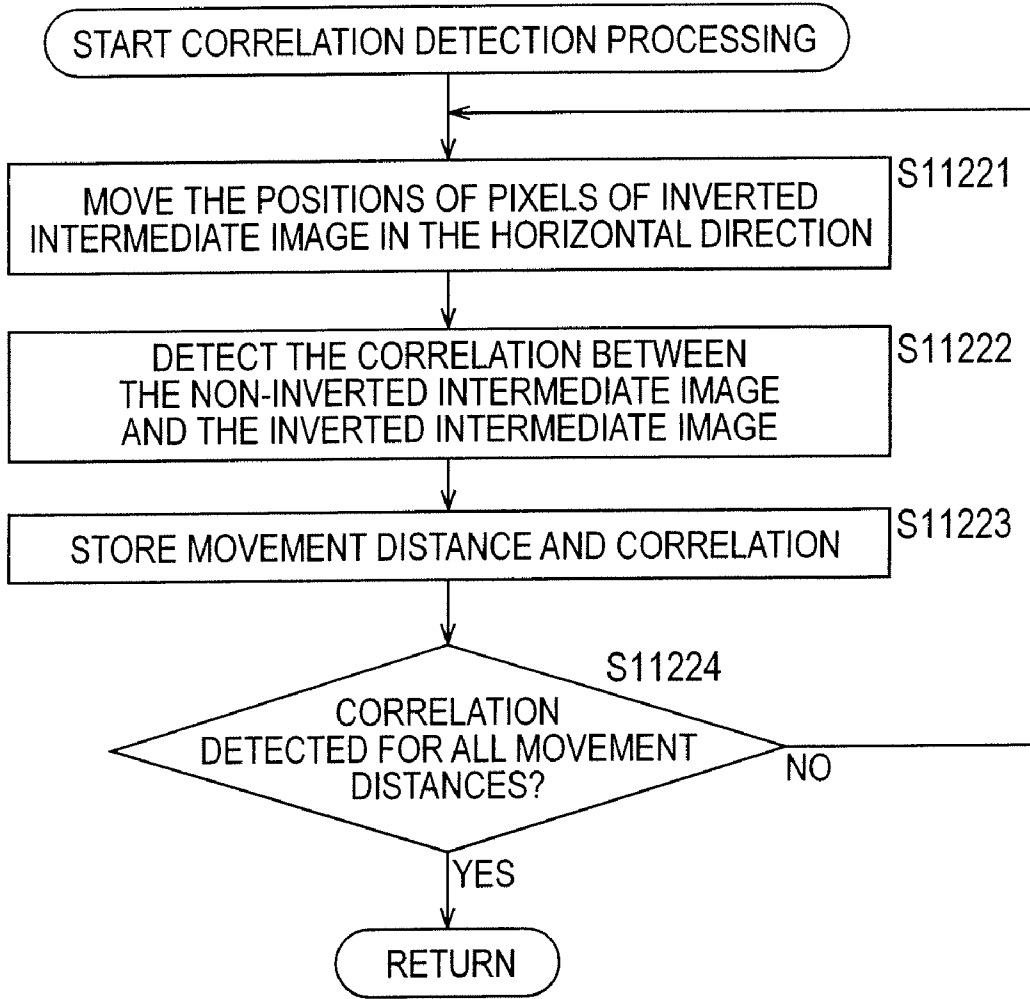 START CORRELATION DETECTION PROCESSING
S11221
MOVE THE POSITIONS OF PIXELS OF INVERTED
INTERMEDIATE IMAGE IN THE HORIZONTAL DIRECTION
S11222
DETECT THE CORRELATION BETWEEN
THE NON-INVERTED INTERMEDIATE IMAGE
AND THE INVERTED INTERMEDIATE IMAGE
S11223
STORE MOVEMENT DISTANCE AND CORRELATION
S11224
CORRELATION
DETECTED FOR ALL MOVEMENT
DISTANCES?
NO
YES
RETURN